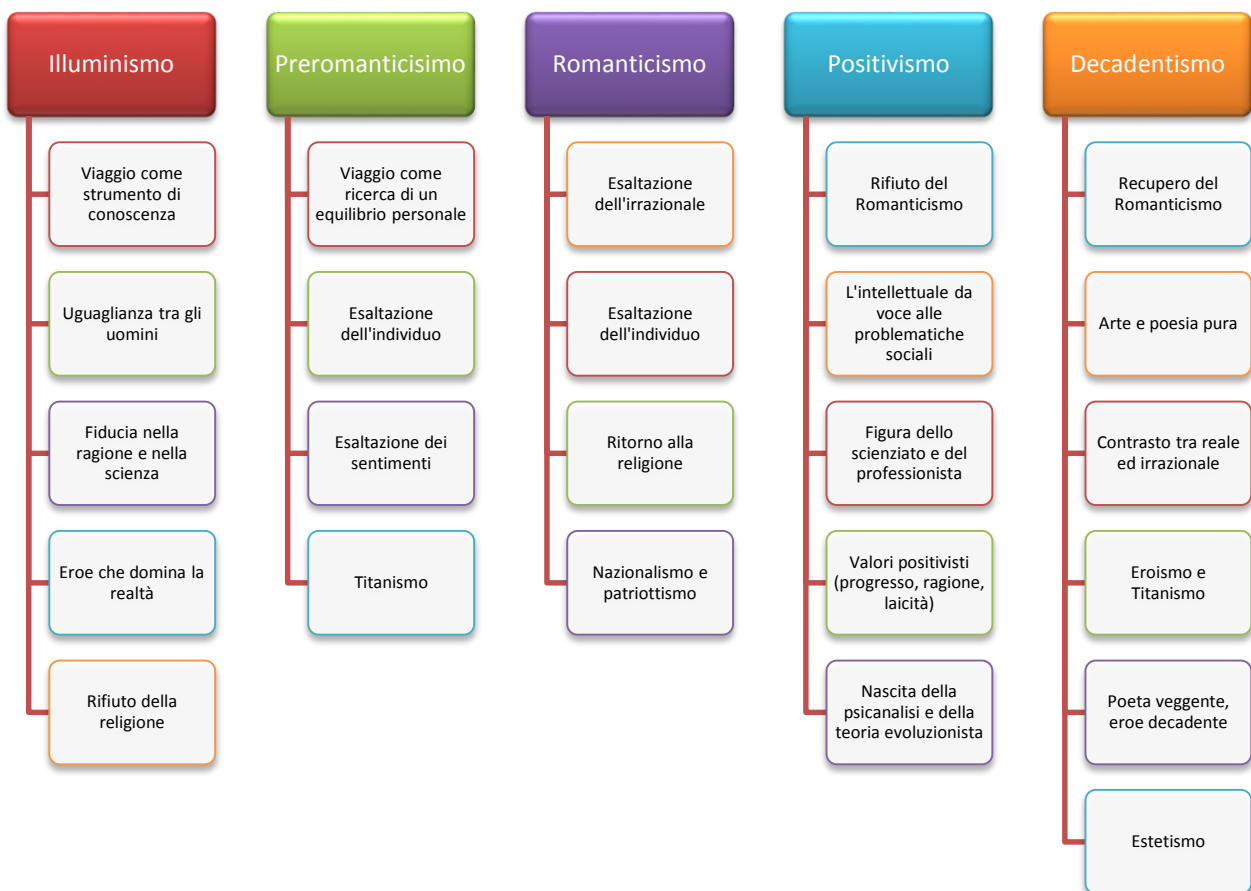 Illuminismo
Viaggio come
strumento di
conoscenza
Uguaglianza tra gli
uomini
Fiducia nella
ragione e nella
scienza
Eroe che domina la
realtà
Rifiuto della
religione
Preromanticisimo
Viaggio come
ricerca di un
equilibrio personale
Esaltazione
dell'individuo
Esaltazione dei
sentimenti
Titanismo
Romanticismo
Esaltazione
dell'irrazionale
Esaltazione
dell'individuo
Ritorno alla
religione
Nazionalismo e
patriottismo
Positivismo
Rifiuto del
Romanticismo
L'intellettuale da
voce alle
problematiche
sociali
Figura dello
scienziato e del
professionista
Valori positivisti
(progresso, ragione,
laicità)
Nascita della
psicanalisi e della
teoria evoluzionista
Decadentismo
Recupero del
Romanticismo
Arte e poesia pura
Contrasto tra reale
ed irrazionale
Eroismo e
Titanismo
Poeta veggente,
eroe decadente
Estetismo